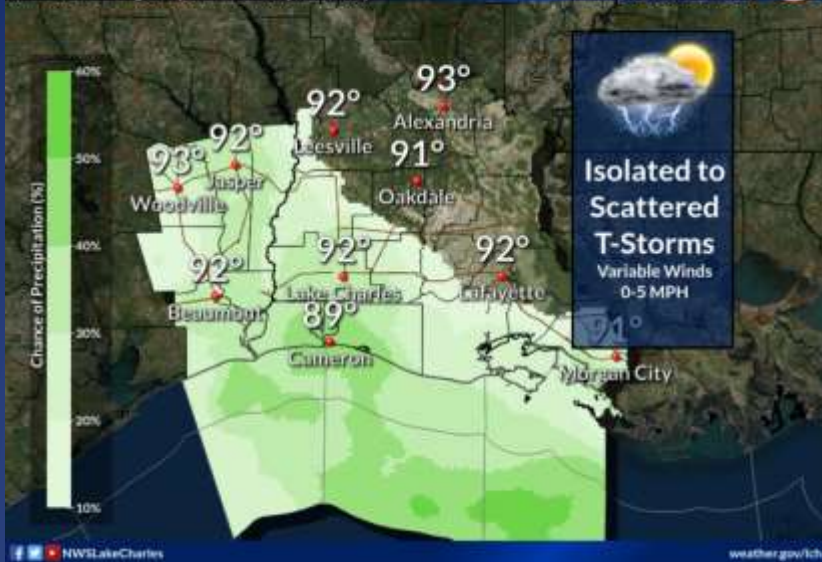 60%
50%
40%
30%
20%
10%
Chance of Precipitation (%)
93°
Alexandria
92°
Leesville
92°
Jasper
93°
Woodville
91°
Oakdale
92°
Beaumont
92°
Lake Charles
92°
Lafayette
89°
Cameron
91°
Morgan City
Isolated to
Scattered
T-Storms
Variable Winds
0-5 MPH
NWSLakeCharles
weather.gov/lch